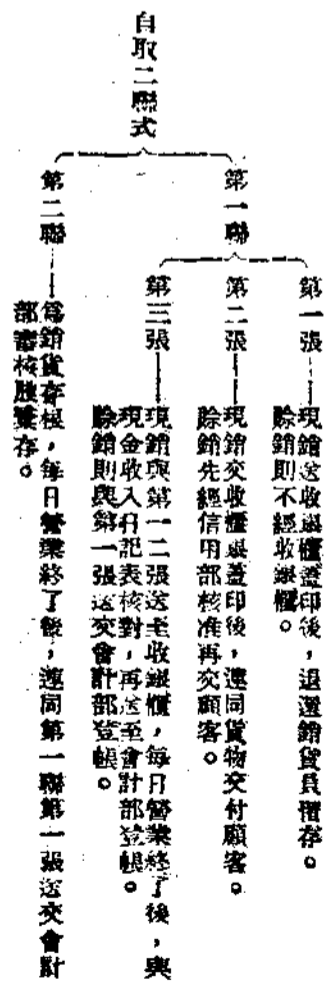 自取二聯式
第一聯
第一張——現銷送收銀櫃蓋印後，退還銷貨員留存。
賒銷則不經收銀櫃。
第二張——現銷交收櫃銀蓋印後，連同貨物交付顧客。
賒銷先經信用部核准再交顧客。
第三張——現銷與第一二張送至收銀櫃，每日營業終了後，與
現金收入日記表核對，再送至會計部登帳。
賒銷則與第一張送交會計部登帳。
第二聯——爲銷貨存根，每日營業終了後，連同第一聯第一張送交會計
部審核歸案存。